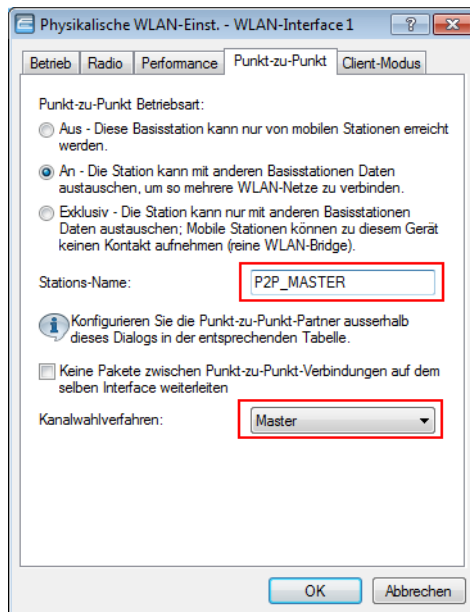 Physikalische WLAN-Einst. - WLAN-Interface 1
Betrieb Radio Performance Punkt-zu-Punkt Client-Modus
Punkt-zu-Punkt Betriebsart:
Aus - Diese Basisstation kann nur von mobilen Stationen erreicht
werden.
An - Die Station kann mit anderen Basisstationen Daten
austauschen, um so mehrere WLAN-Netze zu verbinden.
Exklusiv - Die Station kann nur mit anderen Basisstationen
Daten austauschen; Mobile Stationen können zu diesem Gerät
keinen Kontakt aufnehmen (reine WLAN-Bridge).
Stations-Name: P2P_MASTER
Konfigurieren Sie die Punkt-zu-Punkt-Partner ausserhalb
dieses Dialogs in der entsprechenden Tabelle.
Keine Pakete zwischen Punkt-zu-Punkt-Verbindungen auf dem
selben Interface weiterleiten
Kanalwahlverfahren: Master
OK Abbrechen